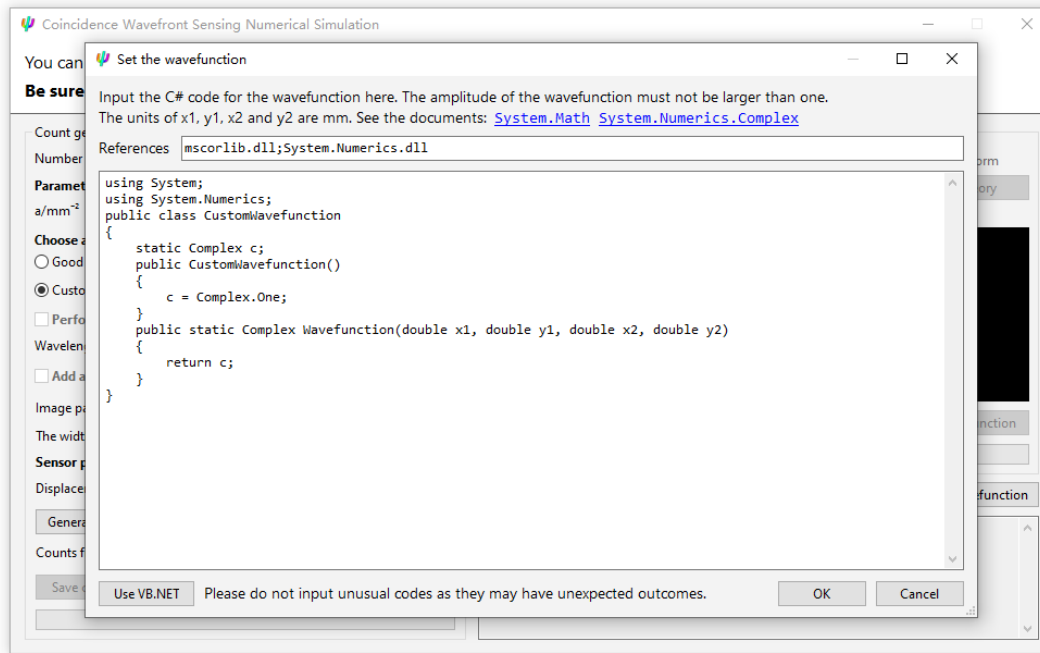 Coincidence Wavefront Sensing Numerical Simulation
You can
Be sure
Set the wavefunction
Input the C# code for the wavefunction here. The amplitude of the wavefunction must not be larger than one.
The units of x1, y1, x2 and y2 are mm. See the documents: System.Math System.Numerics.Complex
References mscorlib.dll;System.Numerics.dll
using System;
using System.Numerics;
public class CustomWavefunction
{
    static Complex c;
    public CustomWavefunction()
    {
        c = Complex.One;
    }
    public static Complex Wavefunction(double x1, double y1, double x2, double y2)
    {
        return c;
    }
}
Use VB.NET Please do not input unusual codes as they may have unexpected outcomes. OK Cancel
Count ge
Number
Paramet
a/mm⁻²
Choose a
Good
Custo
Perfo
Waveleng
Add a
Image pa
The widt
Sensor p
Displace
Genera
Counts f
Save c
orm
ory
nction
efunction